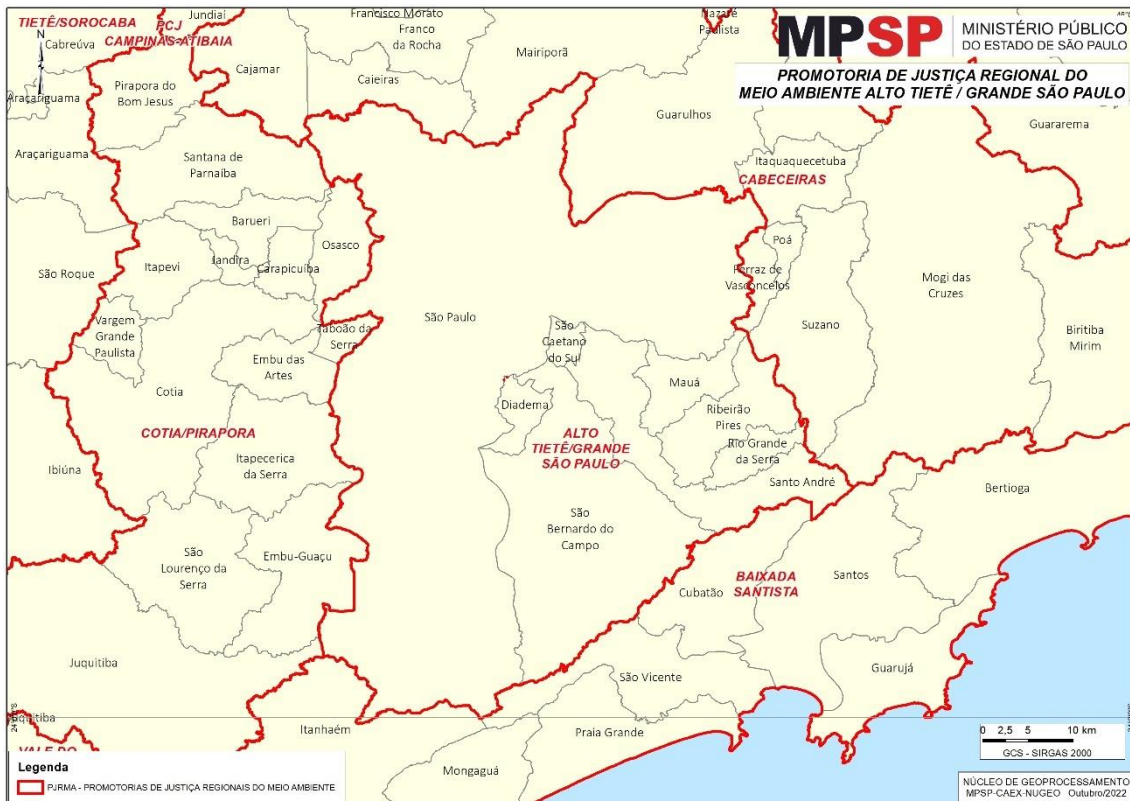 TIETÊ/SOROCABA
PCJ
CAMPINAS-ATIBAIA
Jundiaí
Francisco Morato
Franco
da Rocha
Nazaré
Paulista
MPSP
MINISTÉRIO PÚBLICO
DO ESTADO DE SÃO PAULO
PROMOTORIA DE JUSTIÇA REGIONAL DO
MEIO AMBIENTE ALTO TIETÊ / GRANDE SÃO PAULO
N
Cabreúva
Mairiporã
Cajamar
Caieiras
Pirapora do
Bom Jesus
Araçariguama
Guarulhos
Guararema
Araçariguama
Santana de
Parnaíba
Itaquaquecetuba
CABECEIRAS
Barueri
Osasco
Poá
São Roque
Itapevi
Jandira
Carapicuíba
Ferraz de
Vasconcelos
Mogi das
Cruzes
Vargem
Grande
Paulista
São Paulo
Taboão da
Serra
São
Caetano
do Sul
Suzano
Biritiba
Mirim
Embu das
Artes
Cotia
Mauá
Diadema
Ribeirão
Pires
COTIA/PIRAPORA
ALTO
TIETÊ/GRANDE
SÃO PAULO
Rio Grande
da Serra
Ibiúna
Itapecerica
da Serra
Santo André
Bertioga
São
Bernardo do
Campo
São
Lourenço da
Serra
Embu-Guaçu
BAIXADA
SANTISTA
Santos
Cubatão
Juquitiba
São Vicente
Guarujá
Itanhaém
Praia Grande
Mongaguá
VALE DO
Legenda
PJRMA - PROMOTORIAS DE JUSTIÇA REGIONAIS DO MEIO AMBIENTE
0 2,5 5 10 km
GCS - SIRGAS 2000
NÚCLEO DE GEOPROCESSAMENTO
MPSP-CAEX-NUGEO Outubro/2022